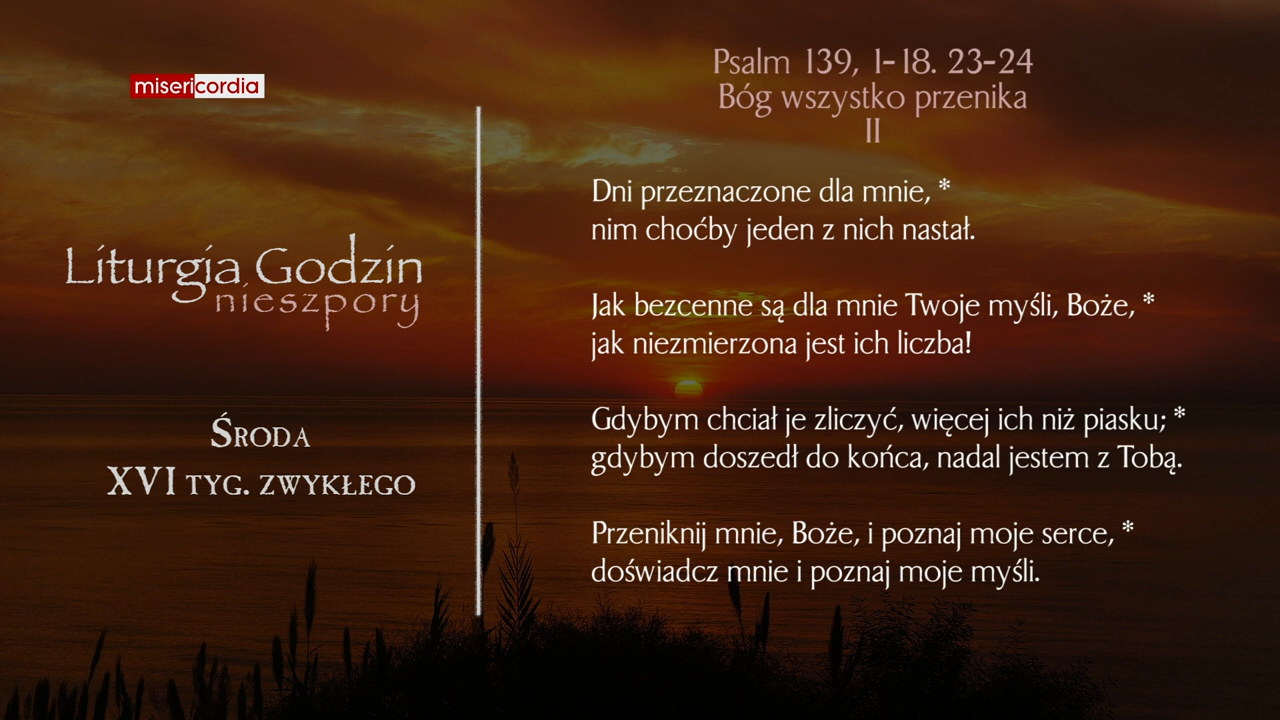 misericordia
Liturgia Godzin
nieszpory
Środa
XVI tyg. zwykłego
Psalm 139, 1-18. 23-24
Bóg wszystko przenika
II
Dni przeznaczone dla mnie, *
nim choćby jeden z nich nastał.
Jak bezcenne są dla mnie Twoje myśli, Boże, *
jak niezmierzona jest ich liczba!
Gdybym chciał je zliczyć, więcej ich niż piasku; *
gdybym doszedł do końca, nadal jestem z Tobą.
Przeniknij mnie, Boże, i poznaj moje serce, *
doświadcz mnie i poznaj moje myśli.